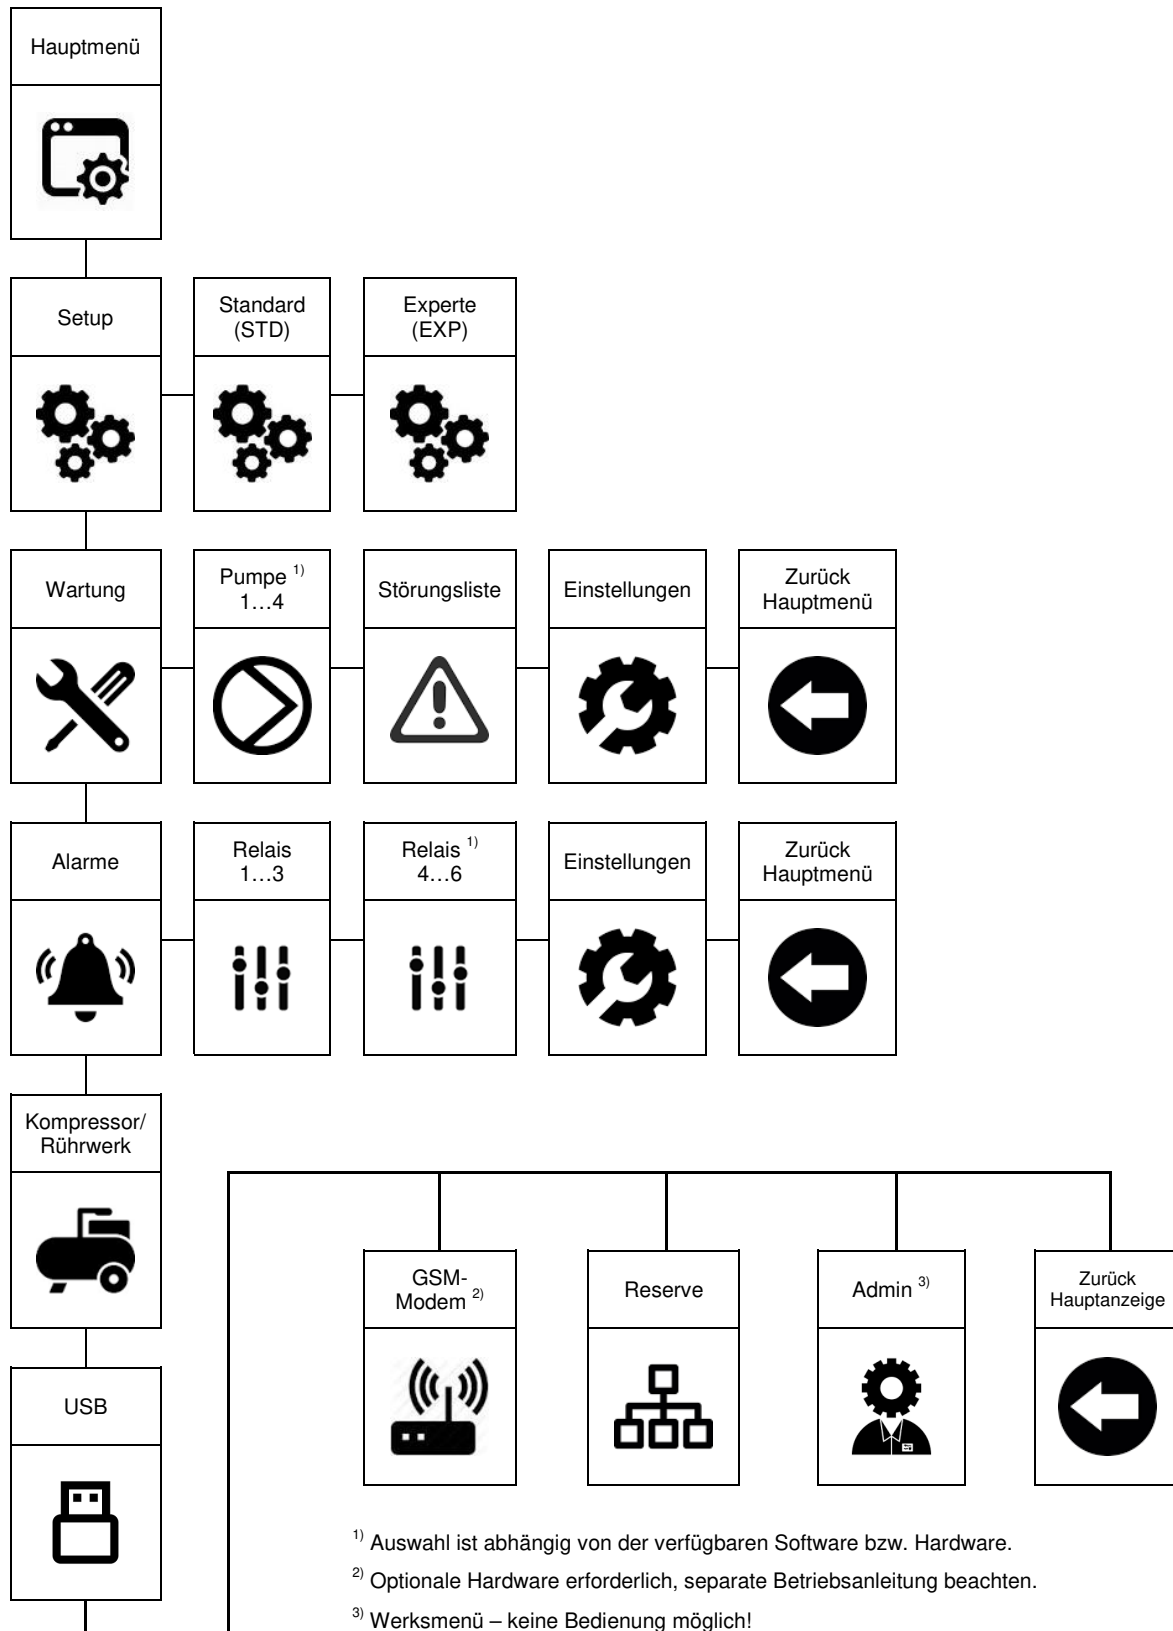 Hauptmenü
Setup
Standard
(STD)
Experte
(EXP)
Wartung
Pumpe 1)
1…4
Störungsliste
Einstellungen
Zurück
Hauptmenü
Alarme
Relais
1…3
Relais 1)
4…6
Einstellungen
Zurück
Hauptmenü
Kompressor/
Rührwerk
GSM-
Modem 2)
Reserve
Admin 3)
Zurück
Hauptanzeige
USB
1) Auswahl ist abhängig von der verfügbaren Software bzw. Hardware.
2) Optionale Hardware erforderlich, separate Betriebsanleitung beachten.
3) Werksmenü – keine Bedienung möglich!